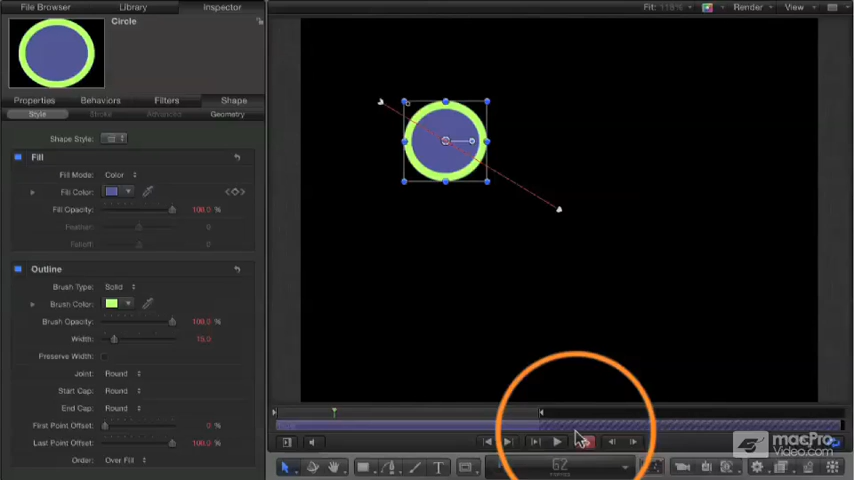 File Browser Library Inspector Fit: 118% Render View
Circle
Properties Behaviors Filters Shape
Style Stroke Advanced Geometry
Shape Style:
Fill
Fill Mode: Color
Fill Color:
Fill Opacity: 100.0 %
Feather: 0
Falloff: 0
Outline
Brush Type: Solid
Brush Color:
Brush Opacity: 100.0 %
Width: 15.0
Preserve Width:
Joint: Round
Start Cap: Round
End Cap: Round
First Point Offset: 0 %
Last Point Offset: 100.0 %
Order: Over Fill
T
62
macPro
Video.com